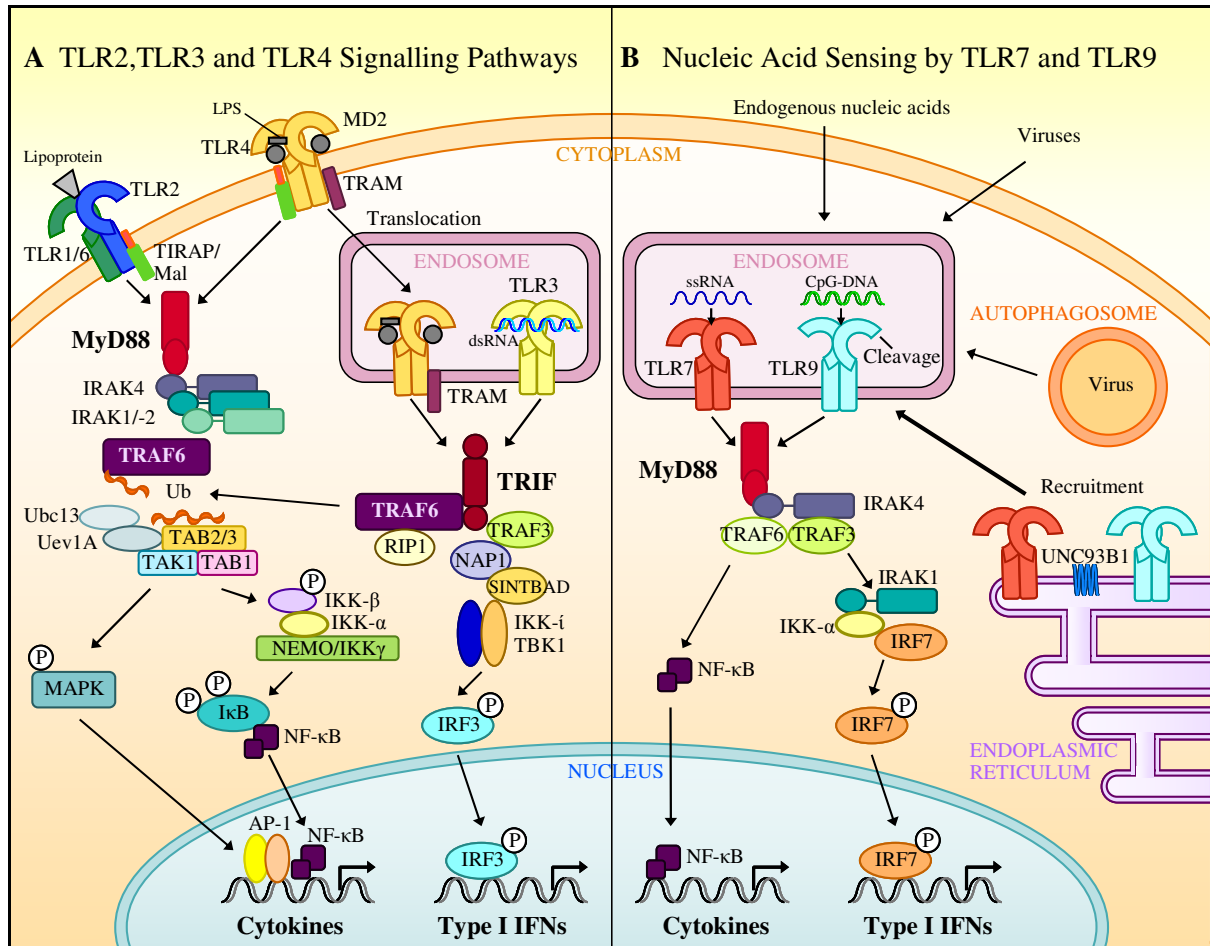 A TLR2,TLR3 and TLR4 Signalling Pathways
LPS
MD2
TLR4
CYTOPLASM
Lipoprotein
TLR2
TRAM
TLR1/6
TIRAP/
Mal
Translocation
ENDOSOME
TLR3
dsRNA
TRAM
MyD88
IRAK4
IRAK1/-2
TRAF6
Ub
Ubc13
Uev1A
TAB2/3
TAK1
TAB1
TRIF
TRAF6
TRAF3
RIP1
NAP1
SINTBAD
P
IKK-β
IKK-α
NEMO/IKKγ
IKK-i
TBK1
P
MAPK
P
P
IκB
NF-κB
P
IRF3
NUCLEUS
AP-1
NF-κB
P
IRF3
Cytokines
Type I IFNs
B Nucleic Acid Sensing by TLR7 and TLR9
Endogenous nucleic acids
Viruses
ENDOSOME
ssRNA
CpG-DNA
TLR7
TLR9
Cleavage
AUTOPHAGOSOME
Virus
MyD88
IRAK4
TRAF6
TRAF3
Recruitment
UNC93B1
IRAK1
IKK-α
IRF7
NF-κB
P
IRF7
ENDOPLASMIC
RETICULUM
NF-κB
P
IRF7
Cytokines
Type I IFNs